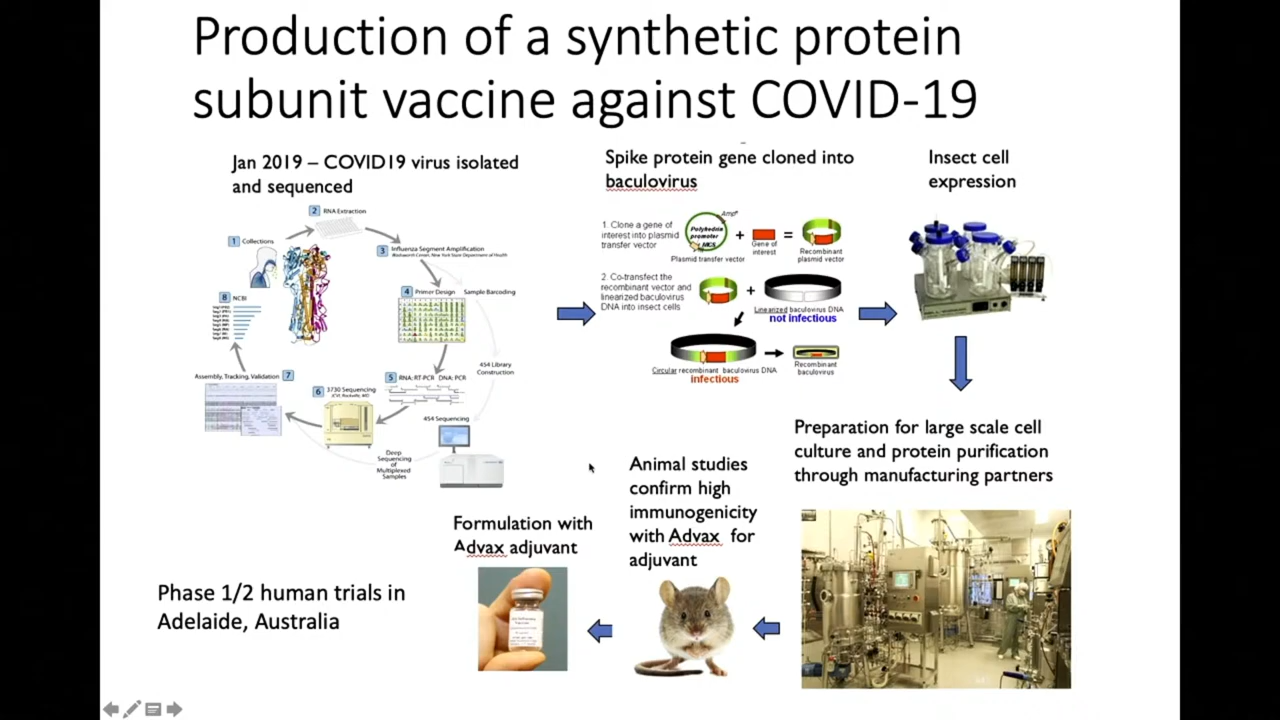 Production of a synthetic protein
subunit vaccine against COVID-19
Jan 2019 – COVID19 virus isolated
and sequenced
2 RNA Extraction
1 Collections
3 Influenza Segment Amplification
4 Primer Design
Sample Barcoding
8 NCBI
454 Library
Construction
Assembly, Tracking, Validation 7
6 3730 Sequencing
5 RNA: RT-PCR DNA: PCR
454 Sequencing
Deep
Sequencing
of
Multiplexed
Samples
Spike protein gene cloned into
baculovirus
1. Clone a gene of
interest into plasmid
transfer vector
Polyhedrin
promoter
MCS
+
=
Plasmid transfer vector
Gene of
interest
Recombinant
plasmid vector
2. Co-transfect the
recombinant vector and
linearized baculovirus
DNA into insect cells
+
Linearized baculovirus DNA
not infectious
Circular recombinant baculovirus DNA
infectious
Recombinant
baculovirus
Insect cell
expression
Preparation for large scale cell
culture and protein purification
through manufacturing partners
Animal studies
confirm high
immunogenicity
with Advax for
adjuvant
Formulation with
Advax adjuvant
Phase 1/2 human trials in
Adelaide, Australia